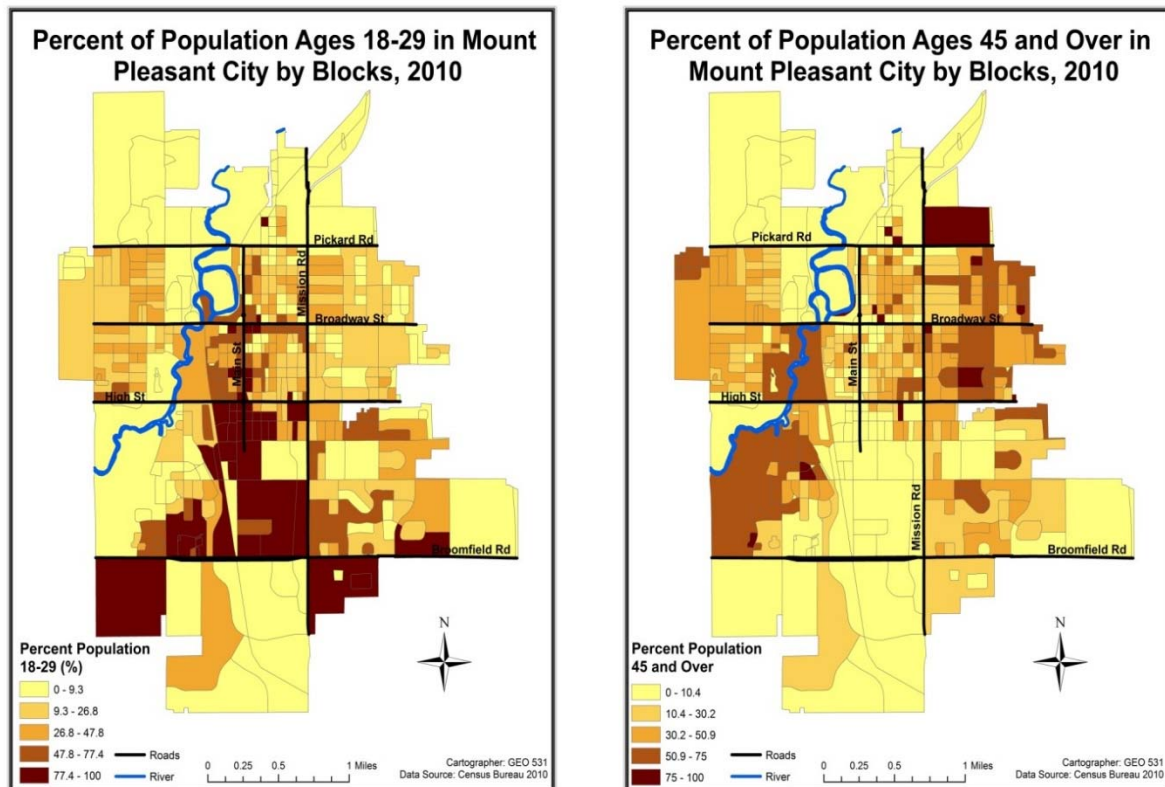 Percent of Population Ages 18-29 in Mount
Pleasant City by Blocks, 2010
Pickard Rd
Mission Rd
Broadway St
Main St
High St
Broomfield Rd
N
Percent Population
18-29 (%)
0 - 9.3
9.3 - 26.8
26.8 - 47.8
47.8 - 77.4
77.4 - 100
Roads
River
0 0.25 0.5 1 Miles
Cartographer: GEO 531
Data Source: Census Bureau 2010
Percent of Population Ages 45 and Over in
Mount Pleasant City by Blocks, 2010
Pickard Rd
Mission Rd
Broadway St
Main St
High St
Mission Rd
Broomfield Rd
N
Percent Population
45 and Over
0 - 10.4
10.4 - 30.2
30.2 - 50.9
50.9 - 75
75 - 100
Roads
River
0 0.25 0.5 1 Miles
Cartographer: GEO 531
Data Source: Census Bureau 2010